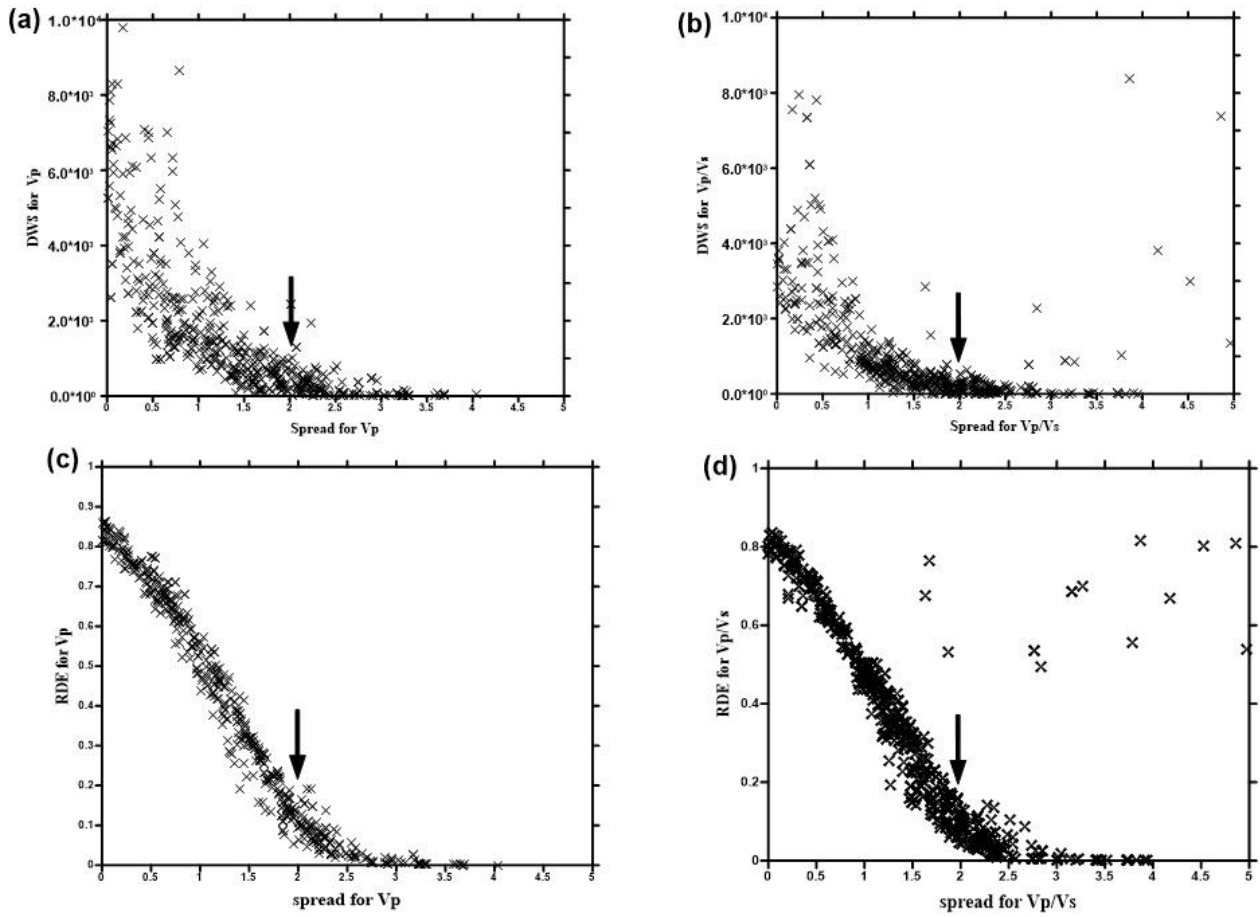 (a)
1.0*10⁴
8.0*10³
6.0*10³
4.0*10³
2.0*10³
0.0*10⁰
DWS for Vp
0 0.5 1 1.5 2 2.5 3 3.5 4 4.5 5
Spread for Vp
(b)
1.0*10⁴
8.0*10³
6.0*10³
4.0*10³
2.0*10³
0.0*10⁰
DWS for Vp/Vs
0 0.5 1 1.5 2 2.5 3 3.5 4 4.5 5
Spread for Vp/Vs
(c)
1
0.9
0.8
0.7
0.6
0.5
0.4
0.3
0.2
0.1
0
RDE for Vp
0 0.5 1 1.5 2 2.5 3 3.5 4 4.5 5
spread for Vp
(d)
1
0.8
0.6
0.4
0.2
0
RDE for Vp/Vs
0 0.5 1 1.5 2 2.5 3 3.5 4 4.5 5
spread for Vp/Vs